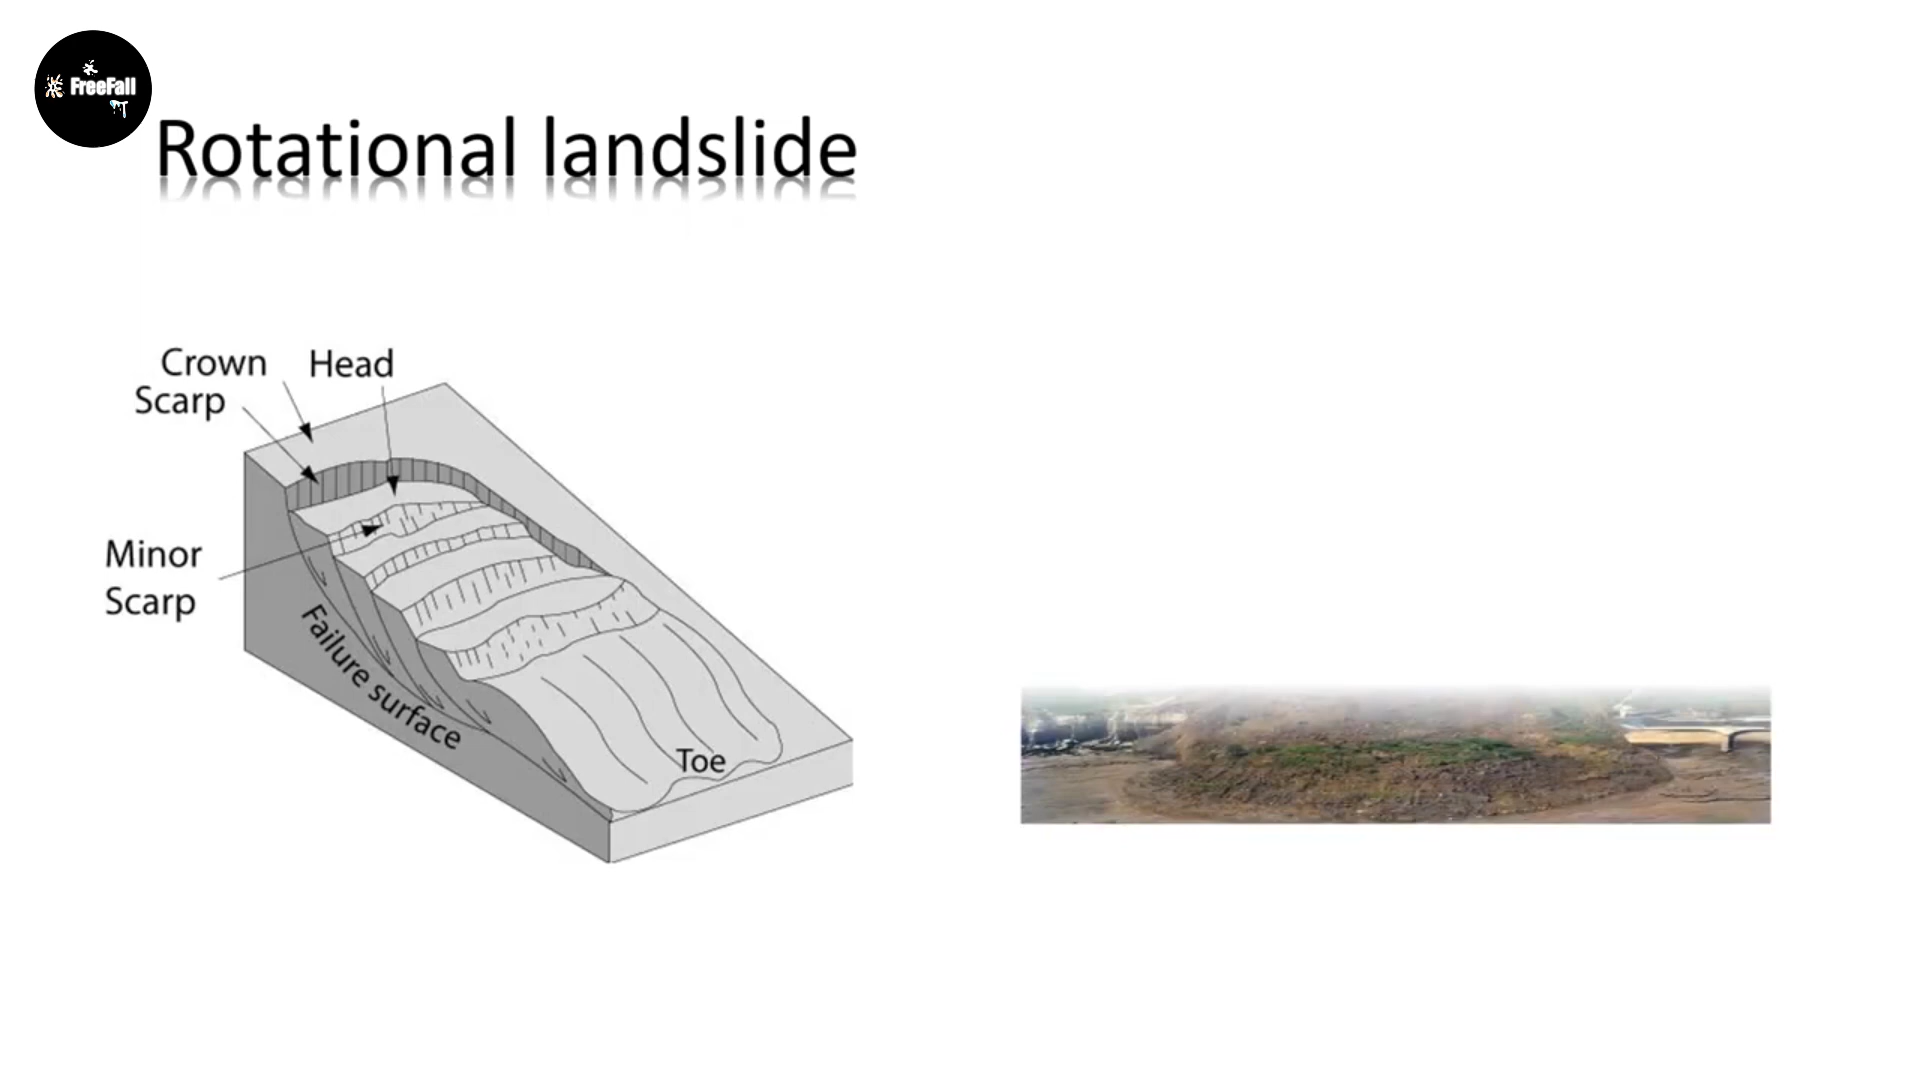 FreeFall
Rotational landslide
Crown
Head
Scarp
Minor
Scarp
Failure surface
Toe